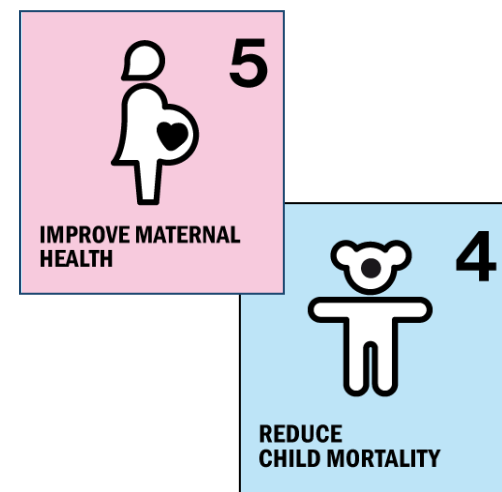 5
IMPROVE MATERNAL
HEALTH
4
REDUCE
CHILD MORTALITY